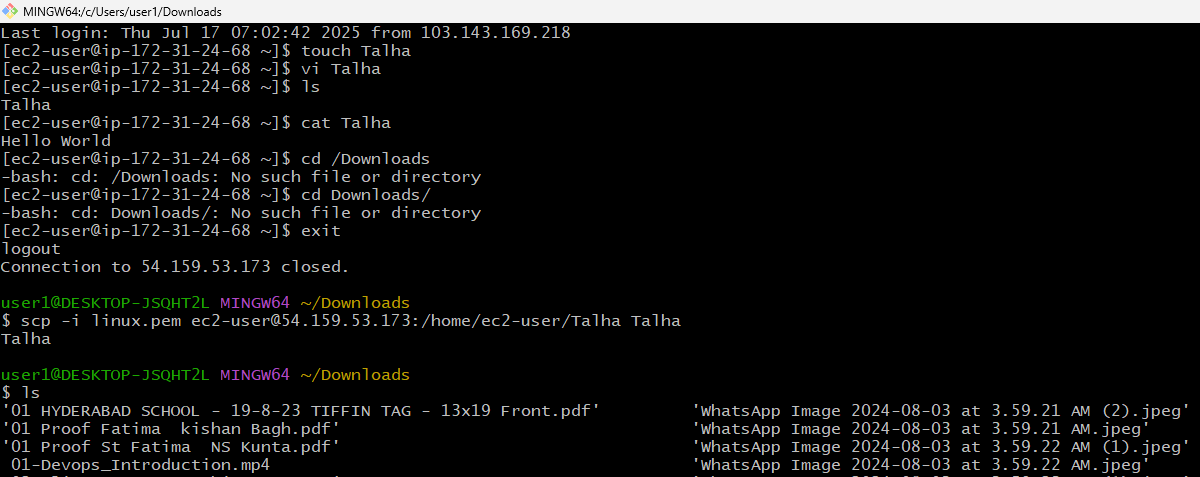 MINGW64:/c/Users/user1/Downloads
Last login: Thu Jul 17 07:02:42 2025 from 103.143.169.218
[ec2-user@ip-172-31-24-68 ~]$ touch Talha
[ec2-user@ip-172-31-24-68 ~]$ vi Talha
[ec2-user@ip-172-31-24-68 ~]$ ls
Talha
[ec2-user@ip-172-31-24-68 ~]$ cat Talha
Hello World
[ec2-user@ip-172-31-24-68 ~]$ cd /Downloads
-bash: cd: /Downloads: No such file or directory
[ec2-user@ip-172-31-24-68 ~]$ cd Downloads/
-bash: cd: Downloads/: No such file or directory
[ec2-user@ip-172-31-24-68 ~]$ exit
logout
Connection to 54.159.53.173 closed.
user1@DESKTOP-JSQHT2L MINGW64 ~/Downloads
$ scp -i linux.pem ec2-user@54.159.53.173:/home/ec2-user/Talha Talha
Talha
user1@DESKTOP-JSQHT2L MINGW64 ~/Downloads
$ ls
'01 HYDERABAD SCHOOL - 19-8-23 TIFFIN TAG - 13x19 Front.pdf' 'WhatsApp Image 2024-08-03 at 3.59.21 AM (2).jpeg'
'01 Proof Fatima  kishan Bagh.pdf' 'WhatsApp Image 2024-08-03 at 3.59.21 AM.jpeg'
'01 Proof St Fatima  NS Kunta.pdf' 'WhatsApp Image 2024-08-03 at 3.59.22 AM (1).jpeg'
01-Devops_Introduction.mp4 'WhatsApp Image 2024-08-03 at 3.59.22 AM.jpeg'